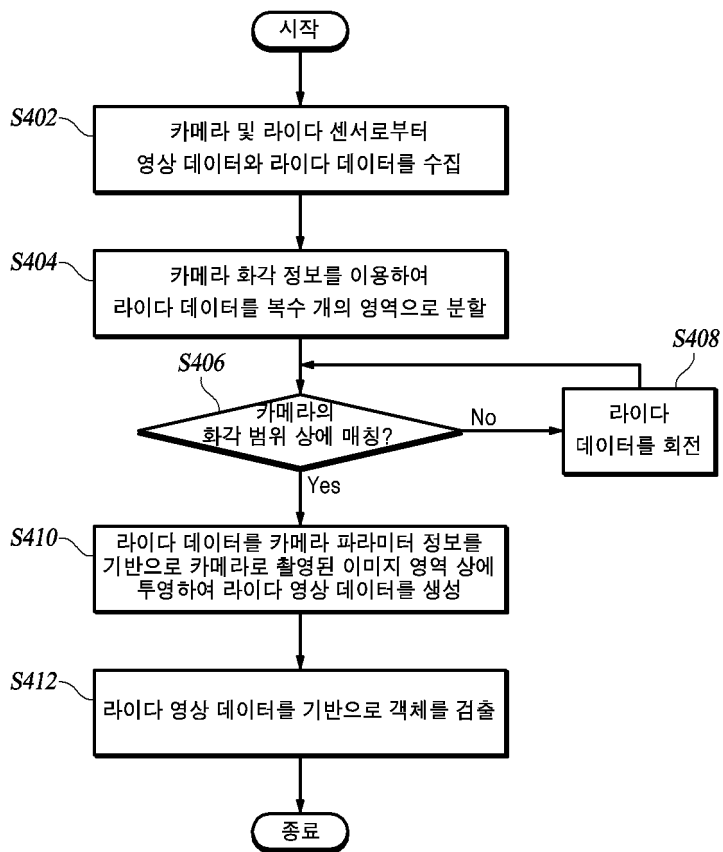 시작
S402
카메라 및 라이다 센서로부터
영상 데이터와 라이다 데이터를 수집
S404
카메라 화각 정보를 이용하여
라이다 데이터를 복수 개의 영역으로 분할
S406
카메라의
화각 범위 상에 매칭?
No
S408
라이다
데이터를 회전
Yes
S410
라이다 데이터를 카메라 파라미터 정보를
기반으로 카메라로 촬영된 이미지 영역 상에
투영하여 라이다 영상 데이터를 생성
S412
라이다 영상 데이터를 기반으로 객체를 검출
종료